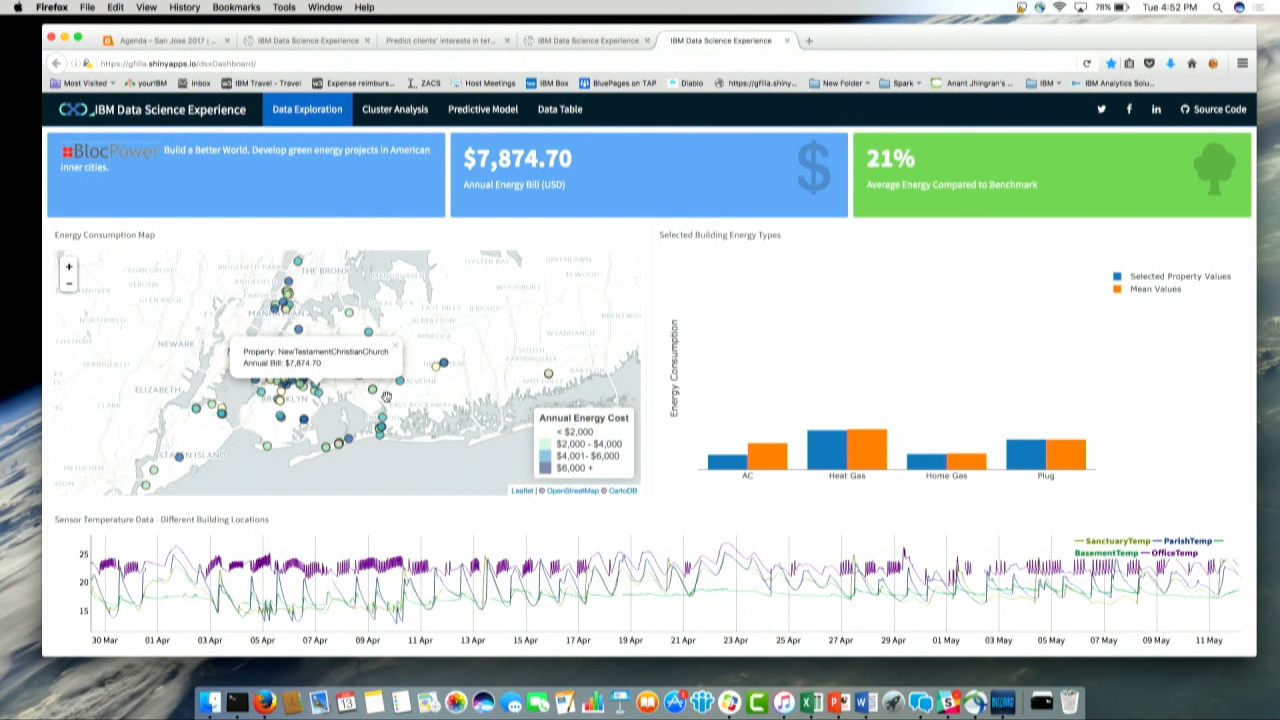 Firefox File Edit View History Bookmarks Tools Window Help 78% Tue 4:52 PM
Agenda – San Jose 2017 | ... IBM Data Science Experience Predict clients' interests in ter... IBM Data Science Experience IBM Data Science Experience
https://gfilla.shinyapps.io/dsxDashboard/
Most Visited yourIBM Inbox IBM Travel - Travel Expense reimburs... ZACS Host Meetings IBM Box BluePages on TAP Diablo https://gfilla.shiny... New Folder Spark Anant Jhingran's ... IBM IBM Analytics Solu...
IBM Data Science Experience Data Exploration Cluster Analysis Predictive Model Data Table Source Code
BlocPower Build a Better World. Develop green energy projects in American
inner cities.
$7,874.70
Annual Energy Bill (USD)
21%
Average Energy Compared to Benchmark
Energy Consumption Map
+
-
THE BRONX
NEWARK
ELIZABETH
BROOKLYN
STATEN ISLAND
Property: NewTestamentChristianChurch
Annual Bill: $7,874.70
Annual Energy Cost
< $2,000
$2,000 - $4,000
$4,001- $6,000
$6,000 +
Leaflet | © OpenStreetMap © CartoDB
Selected Building Energy Types
Selected Property Values
Mean Values
Energy Consumption
AC Heat Gas Home Gas Plug
Sensor Temperature Data - Different Building Locations
SanctuaryTemp ParishTemp
BasementTemp OfficeTemp
25
20
15
30 Mar 01 Apr 03 Apr 05 Apr 07 Apr 09 Apr 11 Apr 13 Apr 15 Apr 17 Apr 19 Apr 21 Apr 23 Apr 25 Apr 27 Apr 29 Apr 01 May 03 May 05 May 07 May 09 May 11 May